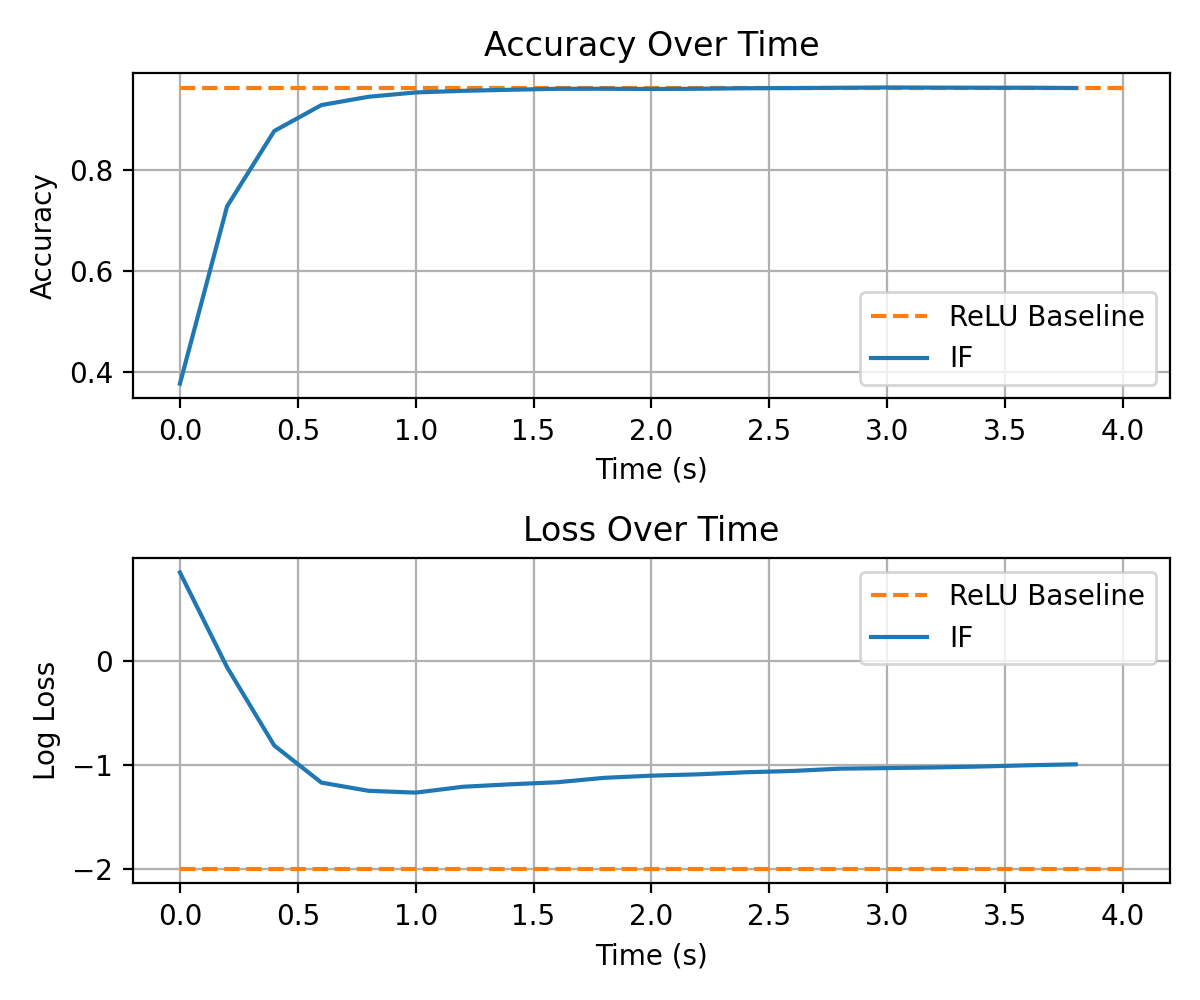 Accuracy Over Time
Accuracy
0.8
0.6
0.4
ReLU Baseline
IF
0.0 0.5 1.0 1.5 2.0 2.5 3.0 3.5 4.0
Time (s)
Loss Over Time
Log Loss
0
−1
−2
ReLU Baseline
IF
0.0 0.5 1.0 1.5 2.0 2.5 3.0 3.5 4.0
Time (s)